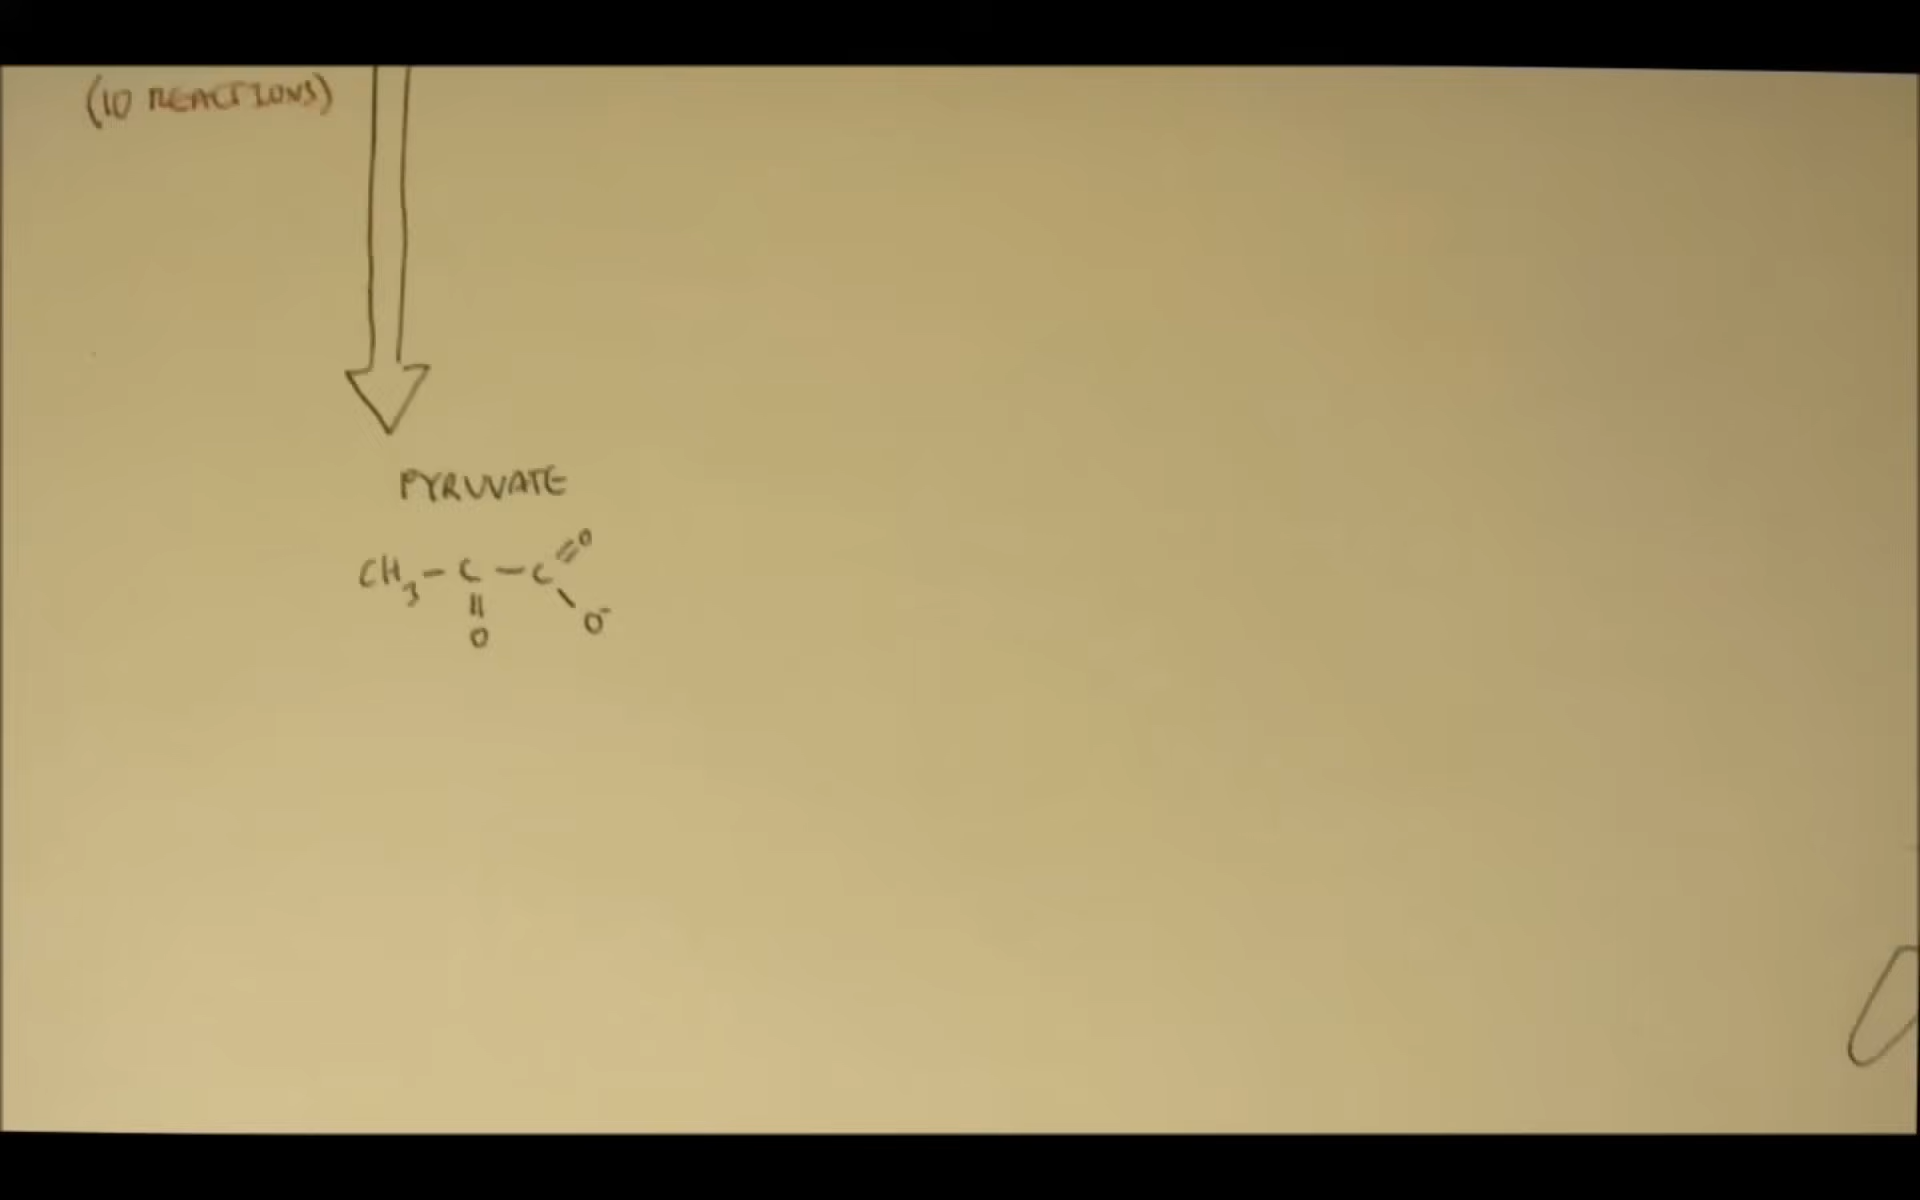 (10 REACTIONS)
PYRUVATE
CH3-C-C=O
O O-